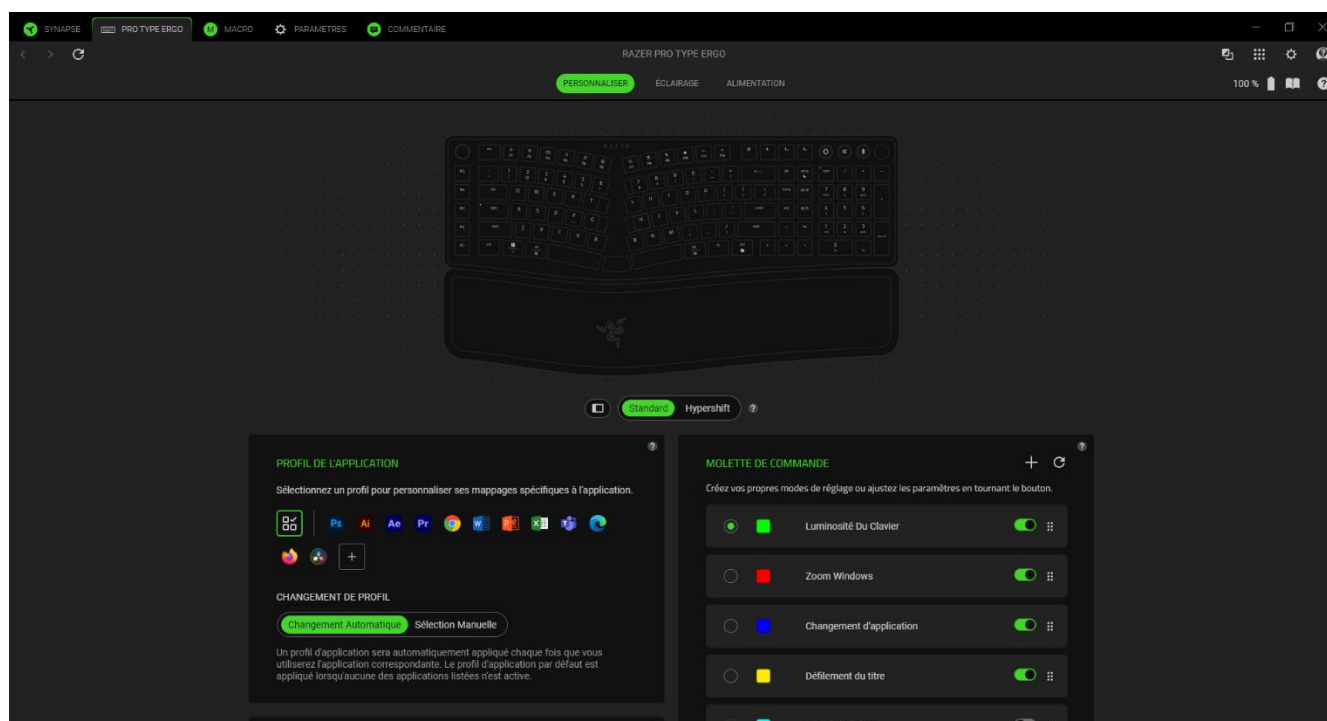 SYNAPSE PRO TYPE ERGO MACRO PARAMÈTRES COMMENTAIRE
RAZER PRO TYPE ERGO
PERSONNALISER ÉCLAIRAGE ALIMENTATION
100 %
RAZER
Standard Hypershift
PROFIL DE L'APPLICATION
Sélectionnez un profil pour personnaliser ses mappages spécifiques à l'application.
Ps Ai Ae Pr
CHANGEMENT DE PROFIL
Changement Automatique Sélection Manuelle
Un profil d'application sera automatiquement appliqué chaque fois que vous
utiliserez l'application correspondante. Le profil d'application par défaut est
appliqué lorsqu'aucune des applications listées n'est active.
MOLETTE DE COMMANDE
Créez vos propres modes de réglage ou ajustez les paramètres en tournant le bouton.
Luminosité Du Clavier
Zoom Windows
Changement d'application
Défilement du titre